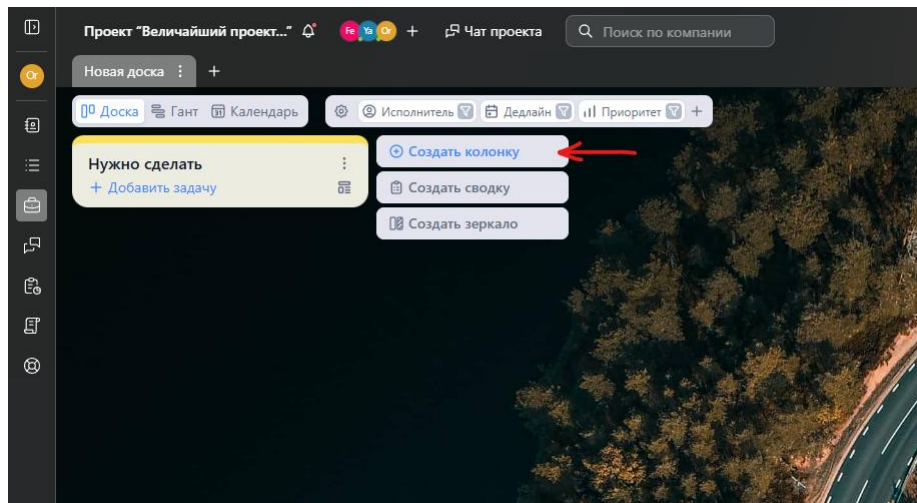 Проект “Величайший проект...”
Fe Ya Or
Чат проекта
Поиск по компании
Or
Новая доска
Доска Гант Календарь
Исполнитель Дедлайн Приоритет
Нужно сделать
Добавить задачу
Создать колонку
Создать сводку
Создать зеркало